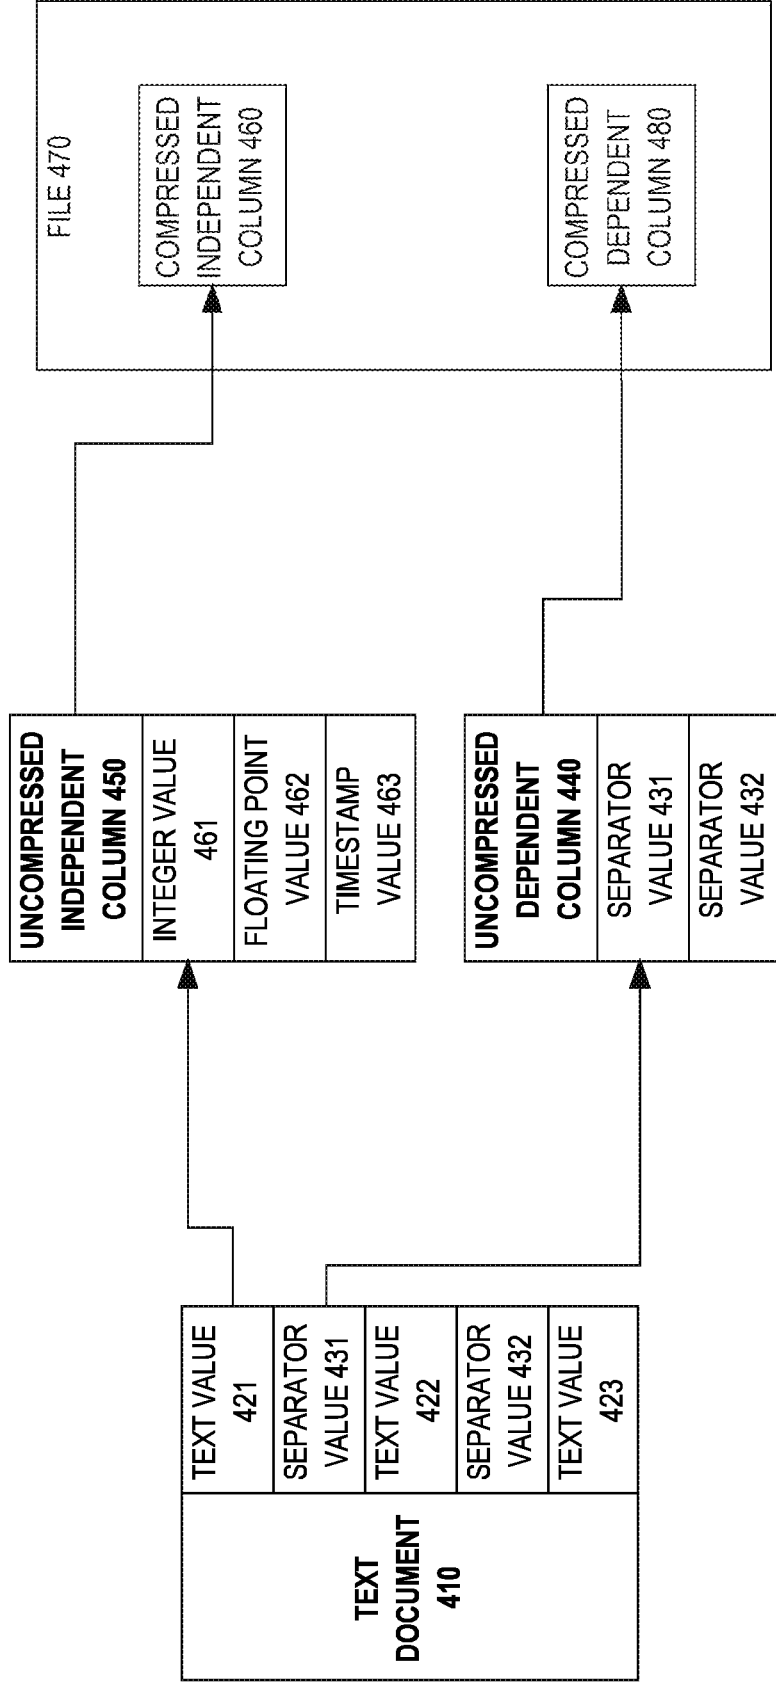 TEXT
DOCUMENT
410
TEXT VALUE
421
SEPARATOR
VALUE 431
TEXT VALUE
422
SEPARATOR
VALUE 432
TEXT VALUE
423
UNCOMPRESSED
INDEPENDENT
COLUMN 450
INTEGER VALUE
461
FLOATING POINT
VALUE 462
TIMESTAMP
VALUE 463
UNCOMPRESSED
DEPENDENT
COLUMN 440
SEPARATOR
VALUE 431
SEPARATOR
VALUE 432
FILE 470
COMPRESSED
INDEPENDENT
COLUMN 460
COMPRESSED
DEPENDENT
COLUMN 480